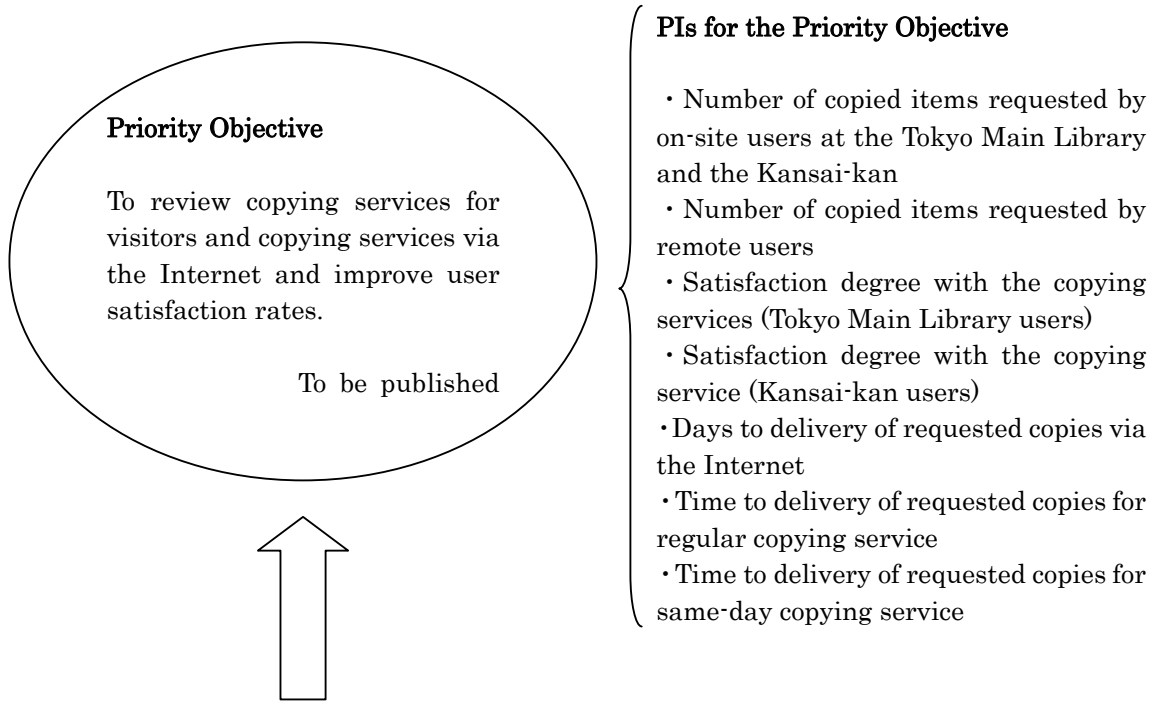 Priority Objective
To review copying services for
visitors and copying services via
the Internet and improve user
satisfaction rates.
To be published
PIs for the Priority Objective
・Number of copied items requested by
on-site users at the Tokyo Main Library
and the Kansai-kan
・Number of copied items requested by
remote users
・Satisfaction degree with the copying
services (Tokyo Main Library users)
・Satisfaction degree with the copying
service (Kansai-kan users)
・Days to delivery of requested copies via
the Internet
・Time to delivery of requested copies for
regular copying service
・Time to delivery of requested copies for
same-day copying service